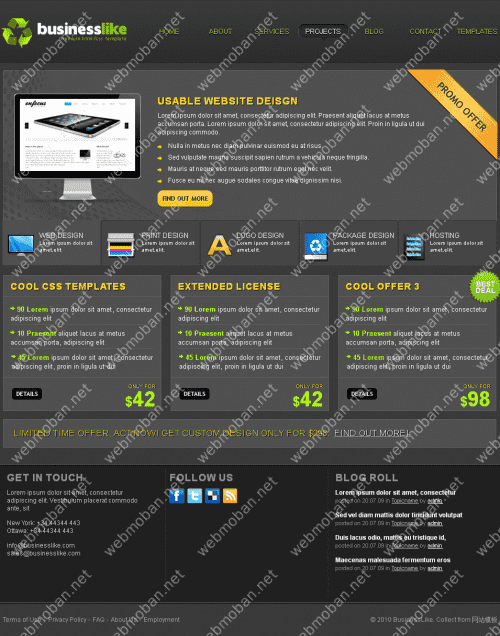 businesslike
HOME ABOUT SERVICES PROJECTS BLOG CONTACT TEMPLATES
PROMO OFFER
USABLE WEBSITE DEISGN
Lorem ipsum dolor sit amet, consectetur adipiscing elit. Praesent aliquet lacus at metus
accumsan porta. Lorem ipsum dolor sit amet, consectetur adipiscing elit. Proin in ligula ut dui
adipiscing commodo.
Nulla in metus nec diam pulvinar euismod eu at risus.
Sed vulputate magna suscipit sapien rutrum a vehicula neque fringilla.
Mauris at neque sed mauris porttitor rutrum eget nec velit.
Fusce eu mi nec augue sodales congue vitae dignissim nisi.
FIND OUT MORE
WEB DESIGN
Lorem ipsum dolor sit
amet,elit.
PRINT DESIGN
Lorem ipsum dolor sit
amet,elit.
LOGO DESIGN
Lorem ipsum dolor sit
amet,elit.
PACKAGE DESIGN
Lorem ipsum dolor sit
amet,elit.
HOSTING
Lorem ipsum dolor sit
amet,elit.
COOL CSS TEMPLATES
90 Lorem ipsum dolor sit amet, consectetur
adipiscing elit
10 Praesent aliquet lacus at metus
accumsan porta, adipiscing elit
45 Lorem ipsum dolor sit amet, consectetur
adipiscing elit, proin in ligula ut dui
DETAILS
ONLY FOR
$42
EXTENDED LICENSE
90 Lorem ipsum dolor sit amet, consectetur
adipiscing elit
10 Praesent aliquet lacus at metus
accumsan porta, adipiscing elit
45 Lorem ipsum dolor sit amet, consectetur
adipiscing elit, proin in ligula ut dui
DETAILS
ONLY FOR
$42
COOL OFFER 3
BEST
DEAL
90 Lorem ipsum dolor sit amet, consectetur
adipiscing elit
10 Praesent aliquet lacus at metus
accumsan porta, adipiscing elit
45 Lorem ipsum dolor sit amet, consectetur
adipiscing elit, proin in ligula ut dui
DETAILS
ONLY FOR
$98
LIMITED TIME OFFER, ACT NOW! GET CUSTOM DESIGN ONLY FOR FIND OUT MORE!
GET IN TOUCH
Lorem ipsum dolor sit amet, consectetur
adipiscing elit. Vestibulum placerat commodo
ante, sit
New York: +34 44344 443
Ottawa: +34 44344 443
info@businesslike.com
sales@businesslike.com
FOLLOW US
BLOG ROLL
Lorem ipsum dolor sit amet, consectetur
posted on 20.07.09 in Topicname by admin
Sed vel diam mattis dolor tincidunt volutpat
posted on 20.07.09 in Topicname by admin
Duis lacus odio, mattis eu tristique id,
posted on 20.07.09 in Topicname by admin
Maecenas malesuada fermentum eros
posted on 20.07.09 in Topicname by admin
Terms of Use - Privacy Policy - FAQ - About Us - Employment
© 2010 BusinessLike. Collect from 网站模板
webmoban.net